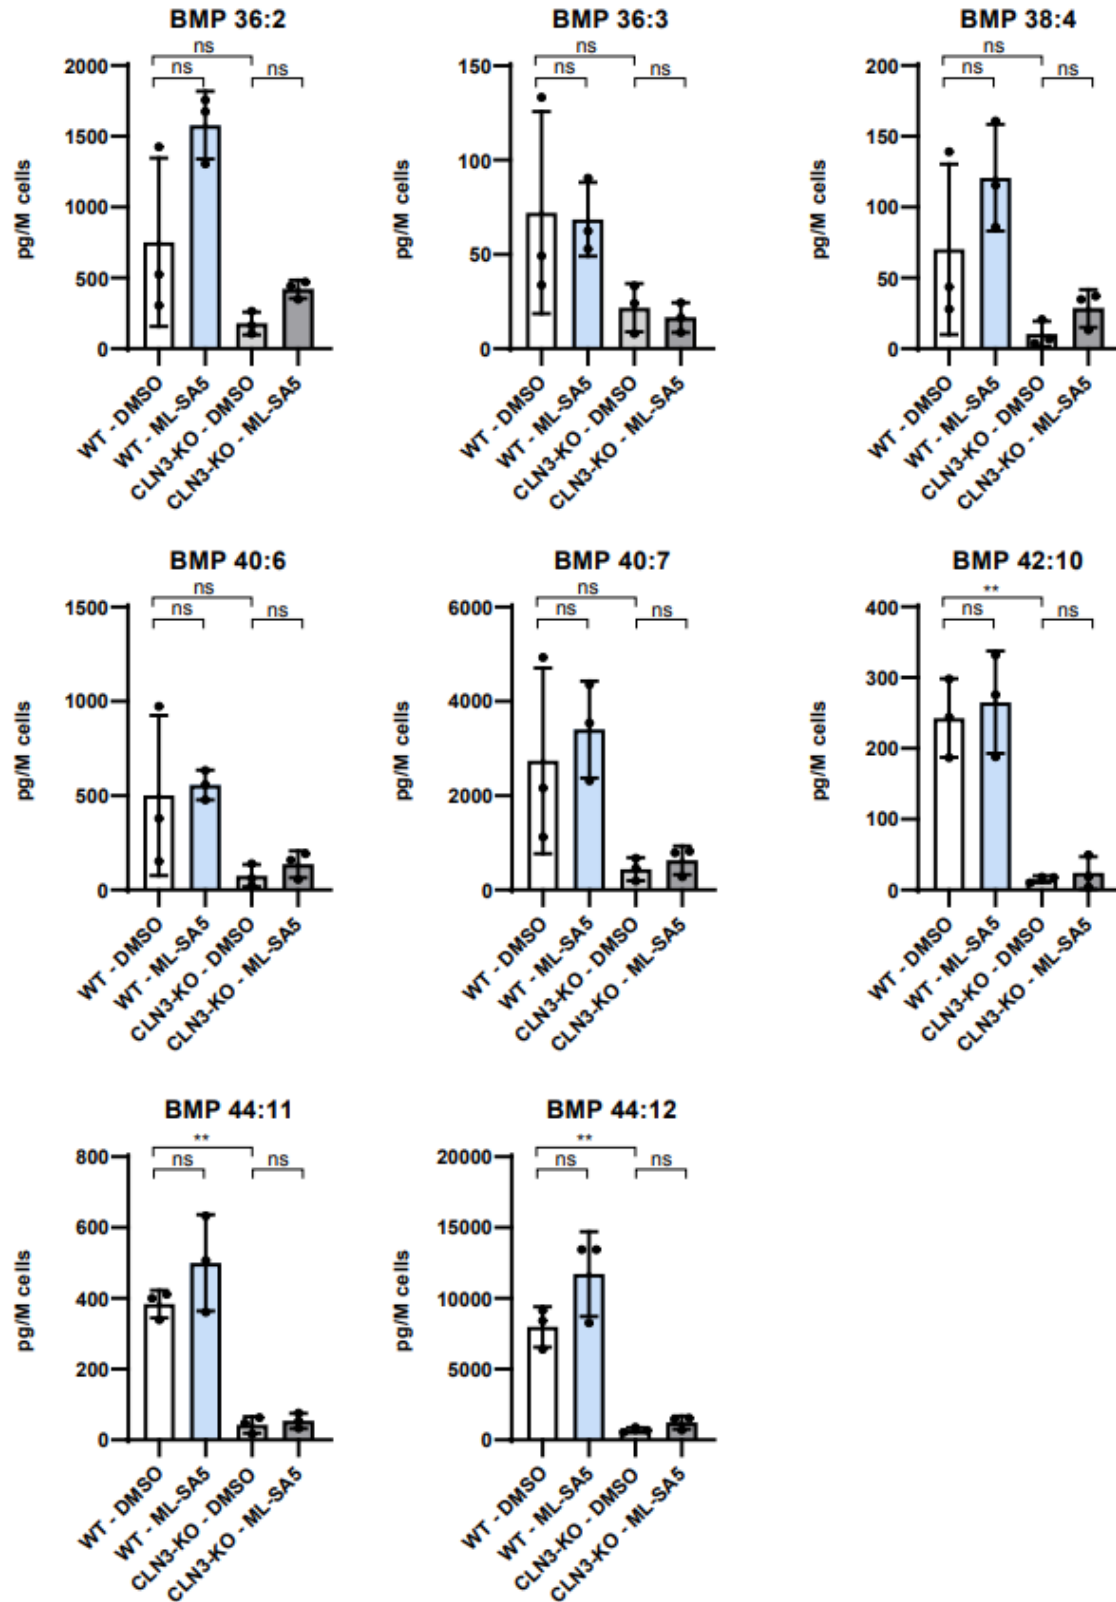 BMP 36:2
BMP 36:3
BMP 38:4
ns
ns
ns
ns
ns
ns
ns
ns
ns
2000
1500
1000
500
0
pg/M cells
150
100
50
0
pg/M cells
200
150
100
50
0
pg/M cells
WT - DMSO
WT - ML-SA5
CLN3-KO - DMSO
CLN3-KO - ML-SA5
WT - DMSO
WT - ML-SA5
CLN3-KO - DMSO
CLN3-KO - ML-SA5
WT - DMSO
WT - ML-SA5
CLN3-KO - DMSO
CLN3-KO - ML-SA5
BMP 40:6
BMP 40:7
BMP 42:10
ns
ns
ns
ns
ns
ns
**
ns
ns
1500
1000
500
0
pg/M cells
6000
4000
2000
0
pg/M cells
400
300
200
100
0
pg/M cells
WT - DMSO
WT - ML-SA5
CLN3-KO - DMSO
CLN3-KO - ML-SA5
WT - DMSO
WT - ML-SA5
CLN3-KO - DMSO
CLN3-KO - ML-SA5
WT - DMSO
WT - ML-SA5
CLN3-KO - DMSO
CLN3-KO - ML-SA5
BMP 44:11
BMP 44:12
**
ns
ns
**
ns
ns
800
600
400
200
0
pg/M cells
20000
15000
10000
5000
0
pg/M cells
WT - DMSO
WT - ML-SA5
CLN3-KO - DMSO
CLN3-KO - ML-SA5
WT - DMSO
WT - ML-SA5
CLN3-KO - DMSO
CLN3-KO - ML-SA5